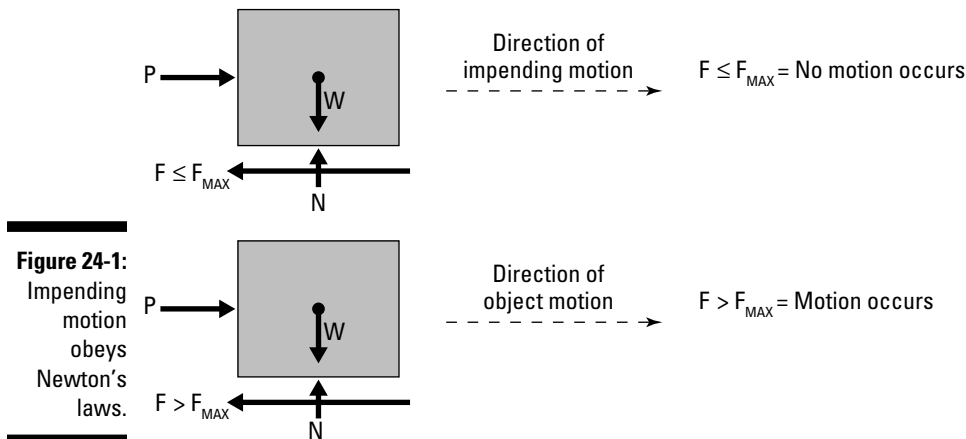 Direction of
impending motion
P
W
F ≤ F_MAX = No motion occurs
F ≤ F_MAX
N
Figure 24-1:
Impending
motion
obeys
Newton's
laws.
Direction of
object motion
P
W
F > F_MAX = Motion occurs
F > F_MAX
N